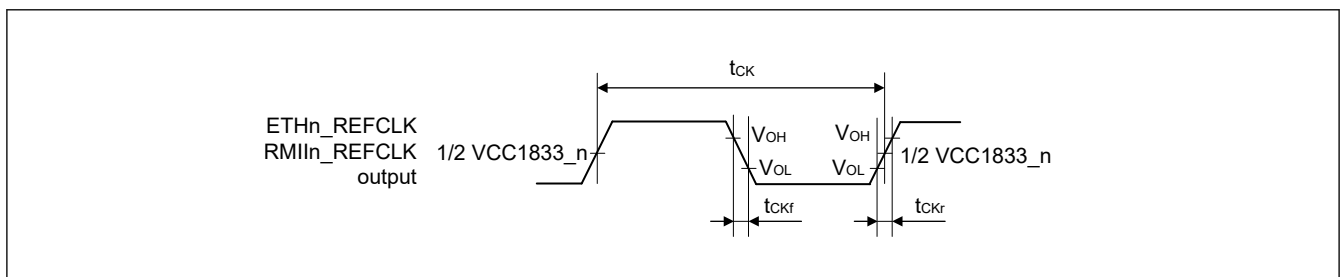 tCK
ETHn_REFCLK
RMIIn_REFCLK
output
1/2 VCC1833_n
VOH
VOL
VOH
VOL
1/2 VCC1833_n
tCKf
tCKr